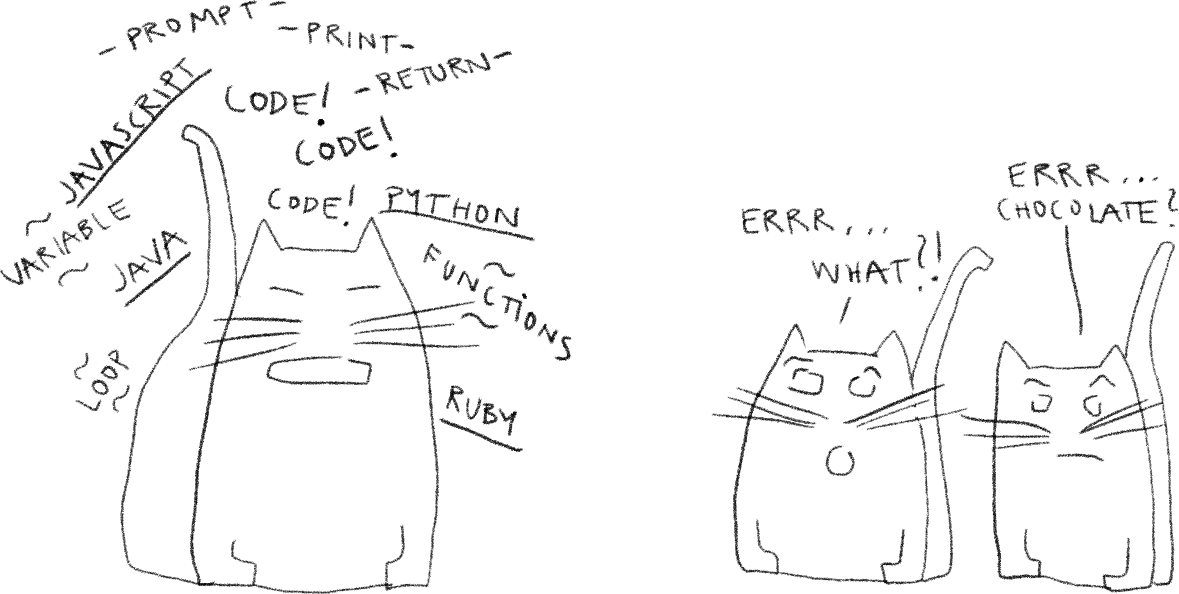 - PROMPT -
- PRINT -
- RETURN -
JAVASCRIPT
CODE!
CODE!
CODE!
PYTHON
~ VARIABLE ~
JAVA
~ FUNCTIONS ~
~ LOOP ~
RUBY
ERRR...
WHAT?!
ERRR...
CHOCOLATE?